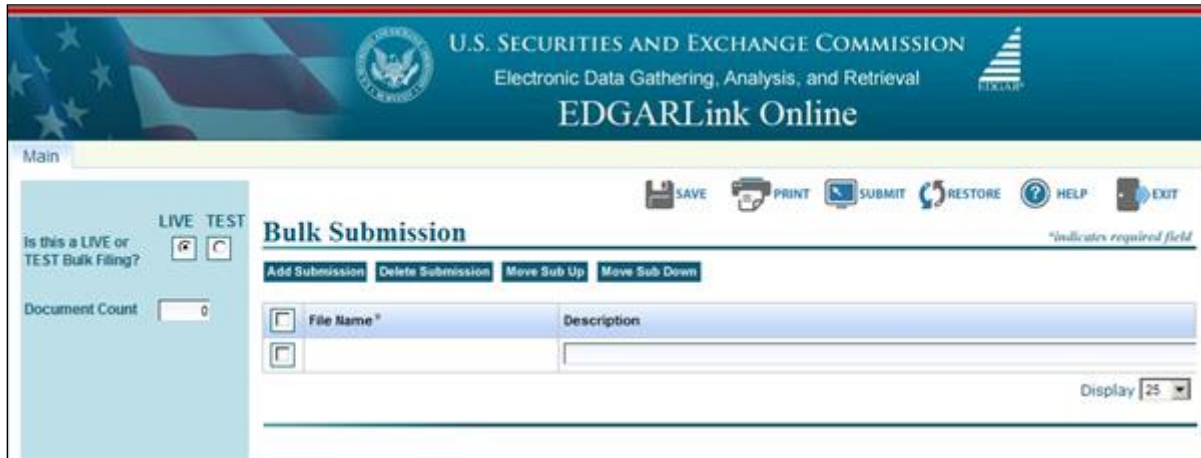 U.S. SECURITIES AND EXCHANGE COMMISSION
Electronic Data Gathering, Analysis, and Retrieval
EDGAR®
EDGARLink Online
Main
SAVE PRINT SUBMIT RESTORE HELP EXIT
LIVE TEST
Is this a LIVE or
TEST Bulk Filing?
Bulk Submission
*indicates required field
Add Submission Delete Submission Move Sub Up Move Sub Down
Document Count 0
File Name* Description
Display 25